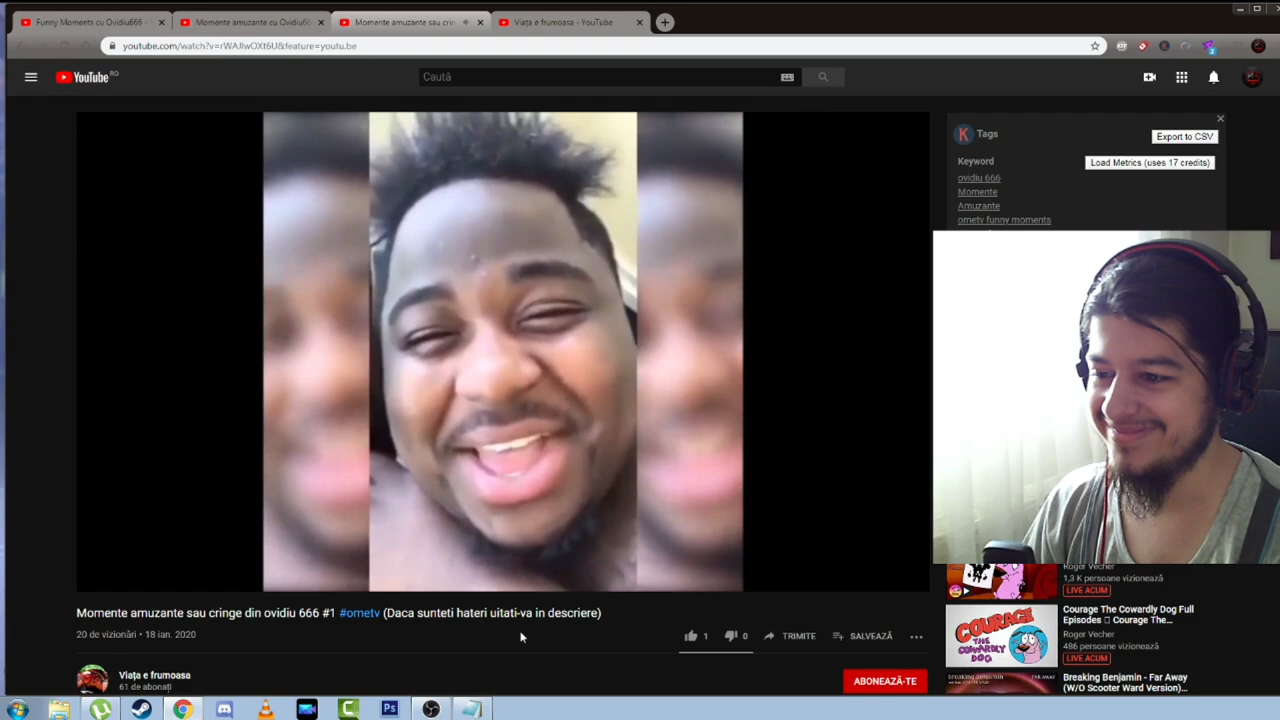 Funny Moments cu Ovidiu666 -
Momente amuzante cu Ovidiu66
Momente amuzante sau crin
Viața e frumoasa - YouTube
youtube.com/watch?v=rWAJlwOXt6U&feature=youtu.be
YouTube RO
Caută
K Tags
Export to CSV
Keyword
Load Metrics (uses 17 credits)
ovidiu 666
Momente
Amuzante
ometv funny moments
Roger Vecher
1,3 K persoane vizionează
LIVE ACUM
COURAGE
THE
COWARDLY
DOG
Courage The Cowardly Dog Full
Episodes Courage The...
Roger Vecher
486 persoane vizionează
LIVE ACUM
Breaking Benjamin - Far Away
(W/O Scooter Ward Version)...
Momente amuzante sau cringe din ovidiu 666 #1 #ometv (Daca sunteti hateri uitati-va in descriere)
20 de vizionări • 18 ian. 2020
1
0
TRIMITE
SALVEAZĂ
Viața e frumoasa
61 de abonați
ABONEAZĂ-TE
Ps